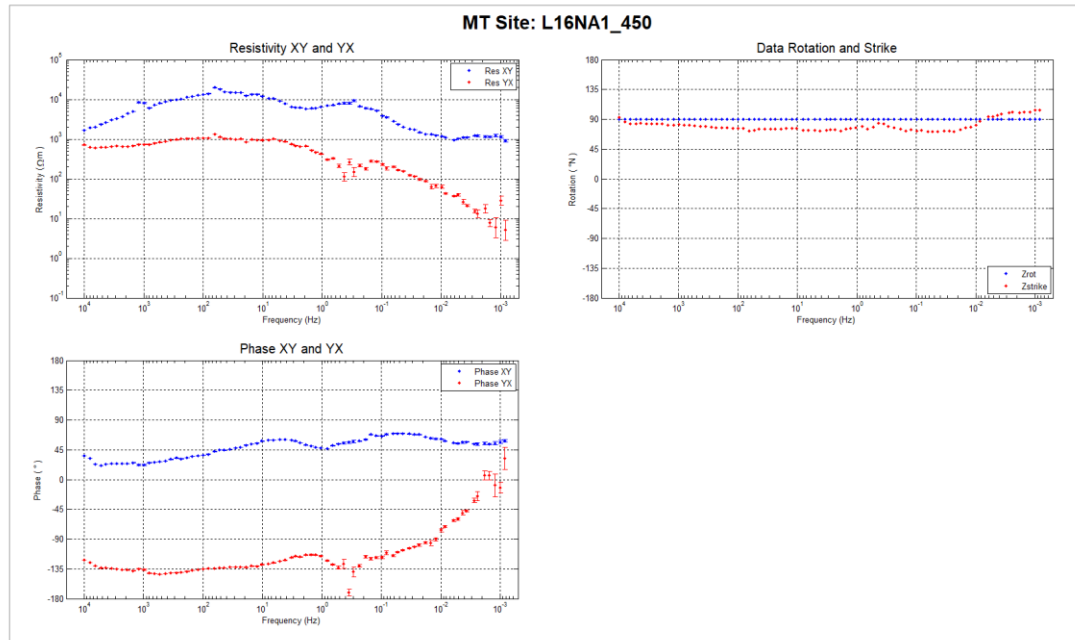 MT Site: L16NA1_450
Resistivity XY and YX
10^5
10^4
10^3
10^2
10^1
10^0
10^-1
Resistivity (Ωm)
Res XY
Res YX
10^4 10^3 10^2 10^1 10^0 10^-1 10^-2 10^-3
Frequency (Hz)
Data Rotation and Strike
180
135
90
45
0
-45
-90
-135
-180
Rotation ( °N)
Zrot
Zstrike
10^4 10^3 10^2 10^1 10^0 10^-1 10^-2 10^-3
Frequency (Hz)
Phase XY and YX
180
135
90
45
0
-45
-90
-135
-180
Phase ( °)
Phase XY
Phase YX
10^4 10^3 10^2 10^1 10^0 10^-1 10^-2 10^-3
Frequency (Hz)